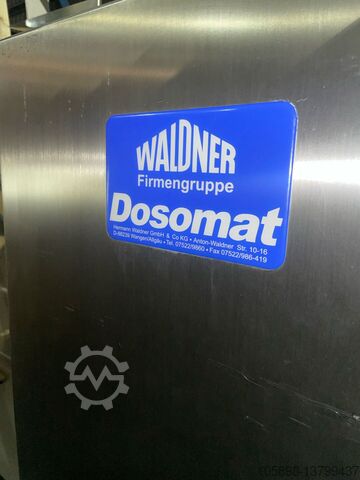 WALDNER
Firmengruppe
Dosomat
Hermann Waldner GmbH & Co KG • Anton-Waldner Str. 10-16
D-88239 Wangen/Allgäu • Tel. 07522/9860 • Fax 07522/986-419
105890-13799437